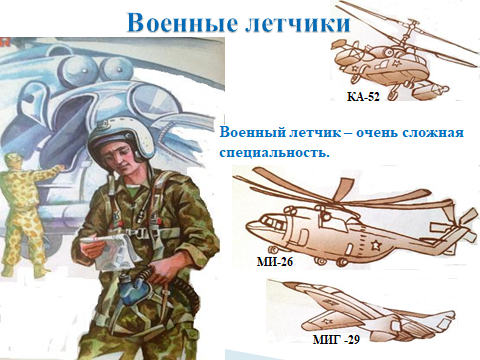 Военные летчики
КА-52
Военный летчик – очень сложная
специальность.
МИ-26
МИГ -29